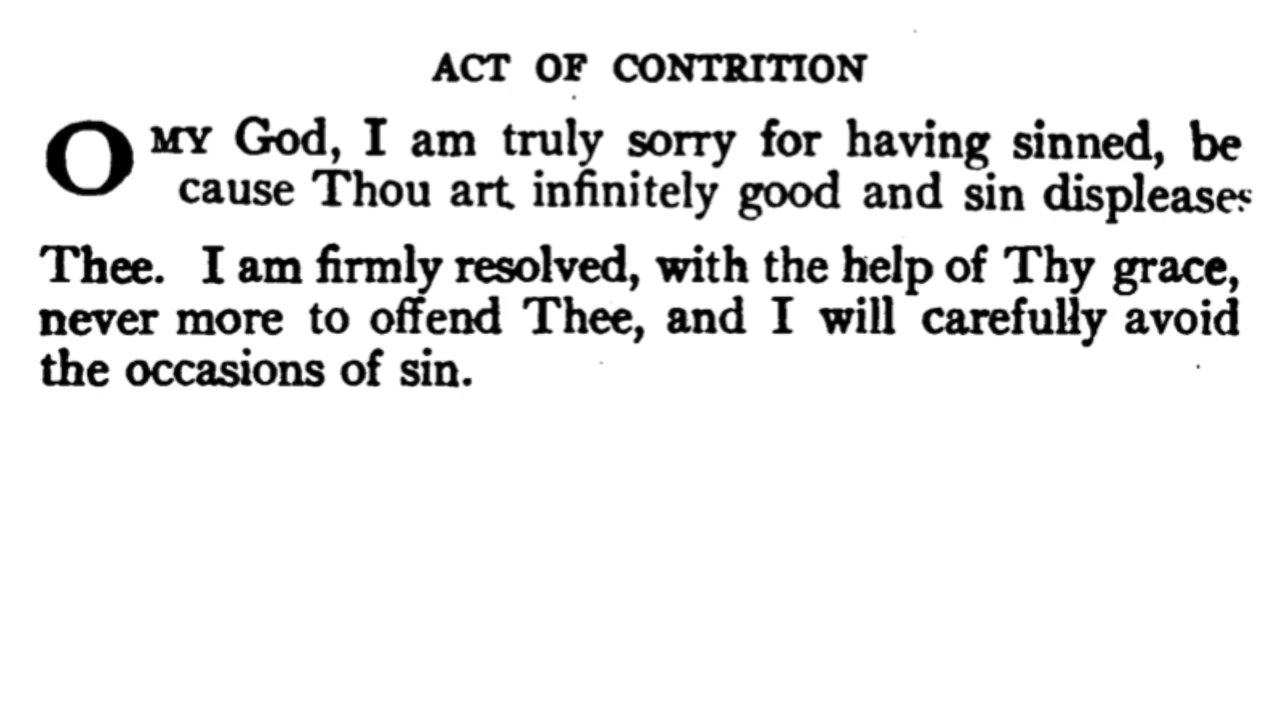 ACT OF CONTRITION
O MY God, I am truly sorry for having sinned, be
cause Thou art infinitely good and sin displeases
Thee. I am firmly resolved, with the help of Thy grace,
never more to offend Thee, and I will carefully avoid
the occasions of sin.